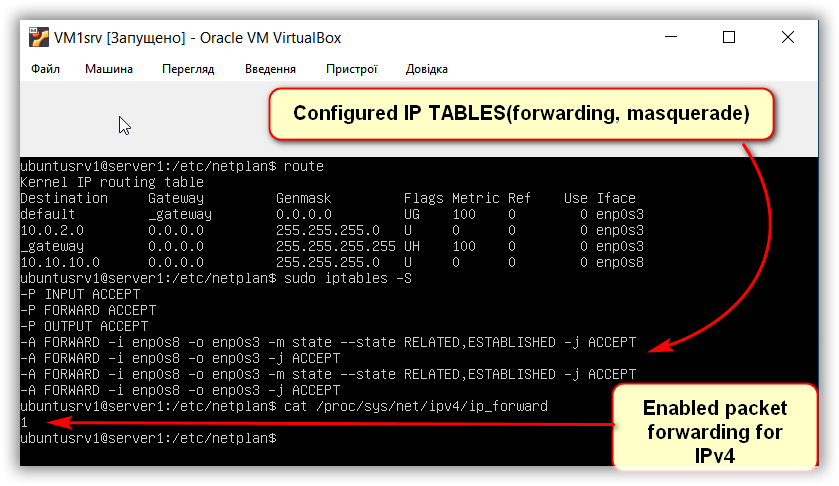 VM1srv [Запущено] - Oracle VM VirtualBox
Файл Машина Перегляд Введення Пристрої Довідка
Configured IP TABLES(forwarding, masquerade)
ubuntusrv1@server1:/etc/netplan$ route
Kernel IP routing table
Destination Gateway Genmask Flags Metric Ref Use Iface
default _gateway 0.0.0.0 UG 100 0 0 enp0s3
10.0.2.0 0.0.0.0 255.255.255.0 U 0 0 0 enp0s3
_gateway 0.0.0.0 255.255.255.255 UH 100 0 0 enp0s3
10.10.10.0 0.0.0.0 255.255.255.0 U 0 0 0 enp0s8
ubuntusrv1@server1:/etc/netplan$ sudo iptables -S
-P INPUT ACCEPT
-P FORWARD ACCEPT
-P OUTPUT ACCEPT
-A FORWARD -i enp0s8 -o enp0s3 -m state --state RELATED,ESTABLISHED -j ACCEPT
-A FORWARD -i enp0s8 -o enp0s3 -j ACCEPT
-A FORWARD -i enp0s8 -o enp0s3 -m state --state RELATED,ESTABLISHED -j ACCEPT
-A FORWARD -i enp0s8 -o enp0s3 -j ACCEPT
ubuntusrv1@server1:/etc/netplan$ cat /proc/sys/net/ipv4/ip_forward
1
ubuntusrv1@server1:/etc/netplan$
Enabled packet
forwarding for
IPv4